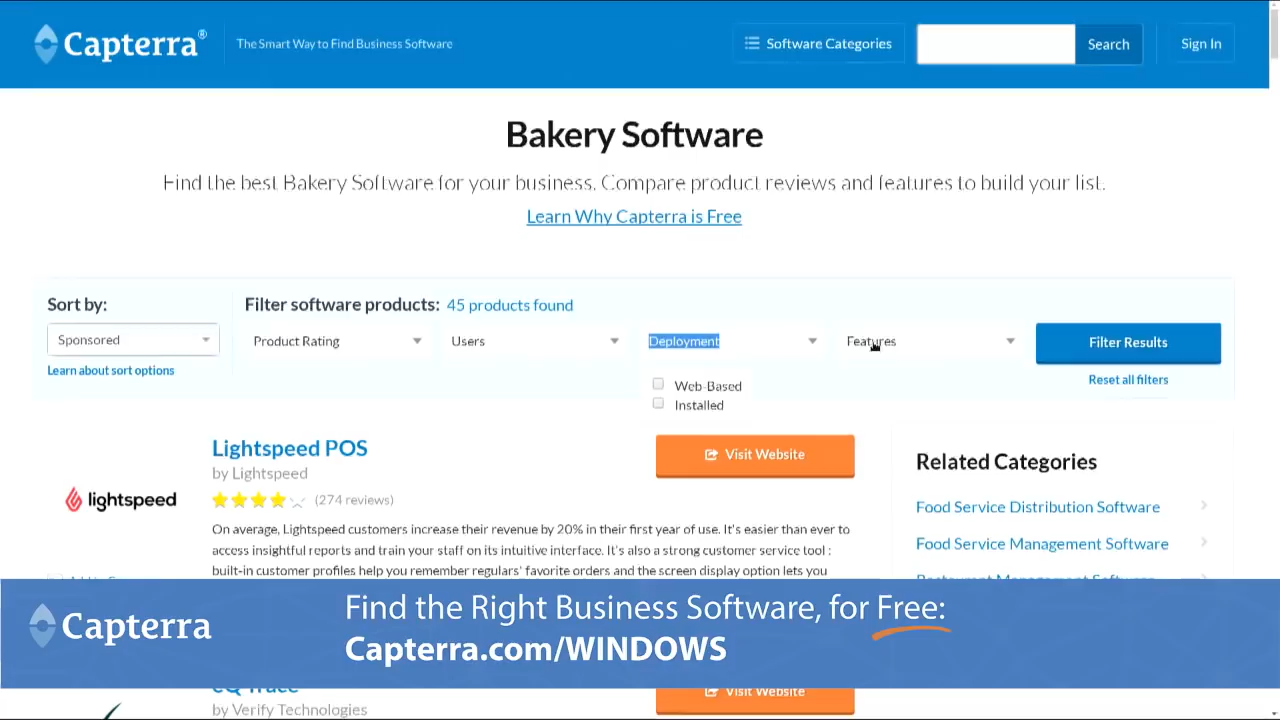 Capterra®
The Smart Way to Find Business Software
Software Categories
Search
Sign In
Bakery Software
Find the best Bakery Software for your business. Compare product reviews and features to build your list.
Learn Why Capterra is Free
Sort by:
Filter software products: 45 products found
Sponsored
Product Rating
Users
Deployment
Features
Filter Results
Learn about sort options
Reset all filters
Web-Based
Installed
Lightspeed POS
by Lightspeed
(274 reviews)
lightspeed
Visit Website
On average, Lightspeed customers increase their revenue by 20% in their first year of use. It's easier than ever to
access insightful reports and train your staff on its intuitive interface. It's also a strong customer service tool :
built-in customer profiles help you remember regulars' favorite orders and the screen display option lets you
Related Categories
Food Service Distribution Software
Food Service Management Software
Restaurant Management Software
Capterra
Find the Right Business Software, for Free:
Capterra.com/WINDOWS
Visit Website
by Verify Technologies